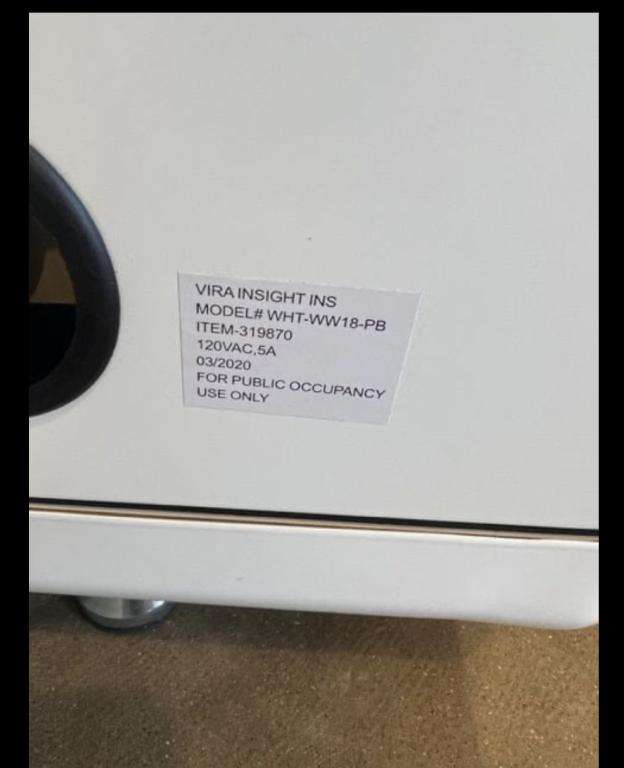 VIRA INSIGHT INS
MODEL# WHT-WW18-PB
ITEM-319870
120VAC,5A
03/2020
FOR PUBLIC OCCUPANCY
USE ONLY